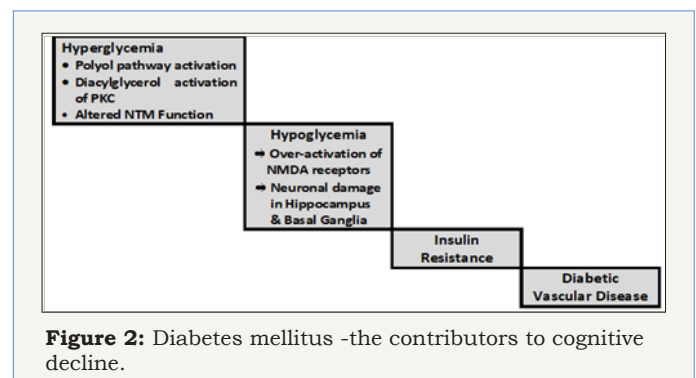 Hyperglycemia
• Polyol pathway activation
• Diacylglycerol activation
of PKC
• Altered NTM Function
Hypoglycemia
➡ Over-activation of
NMDA receptors
➡ Neuronal damage
in Hippocampus
& Basal Ganglia
Insulin
Resistance
Diabetic
Vascular Disease
Figure 2: Diabetes mellitus -the contributors to cognitive
decline.